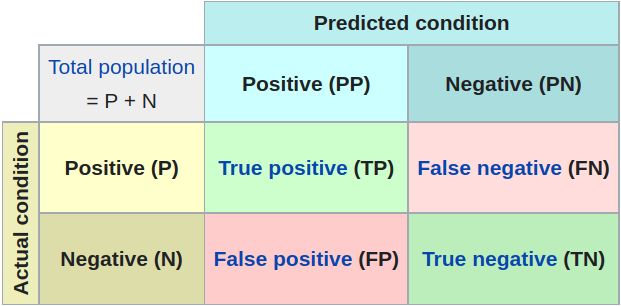 Predicted condition
Total population
= P + N
Positive (PP)
Negative (PN)
Actual condition
Positive (P)
True positive (TP)
False negative (FN)
Negative (N)
False positive (FP)
True negative (TN)